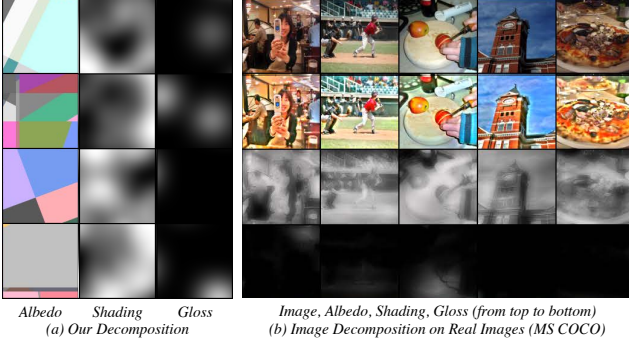 Albedo Shading Gloss
(a) Our Decomposition
Image, Albedo, Shading, Gloss (from top to bottom)
(b) Image Decomposition on Real Images (MS COCO)